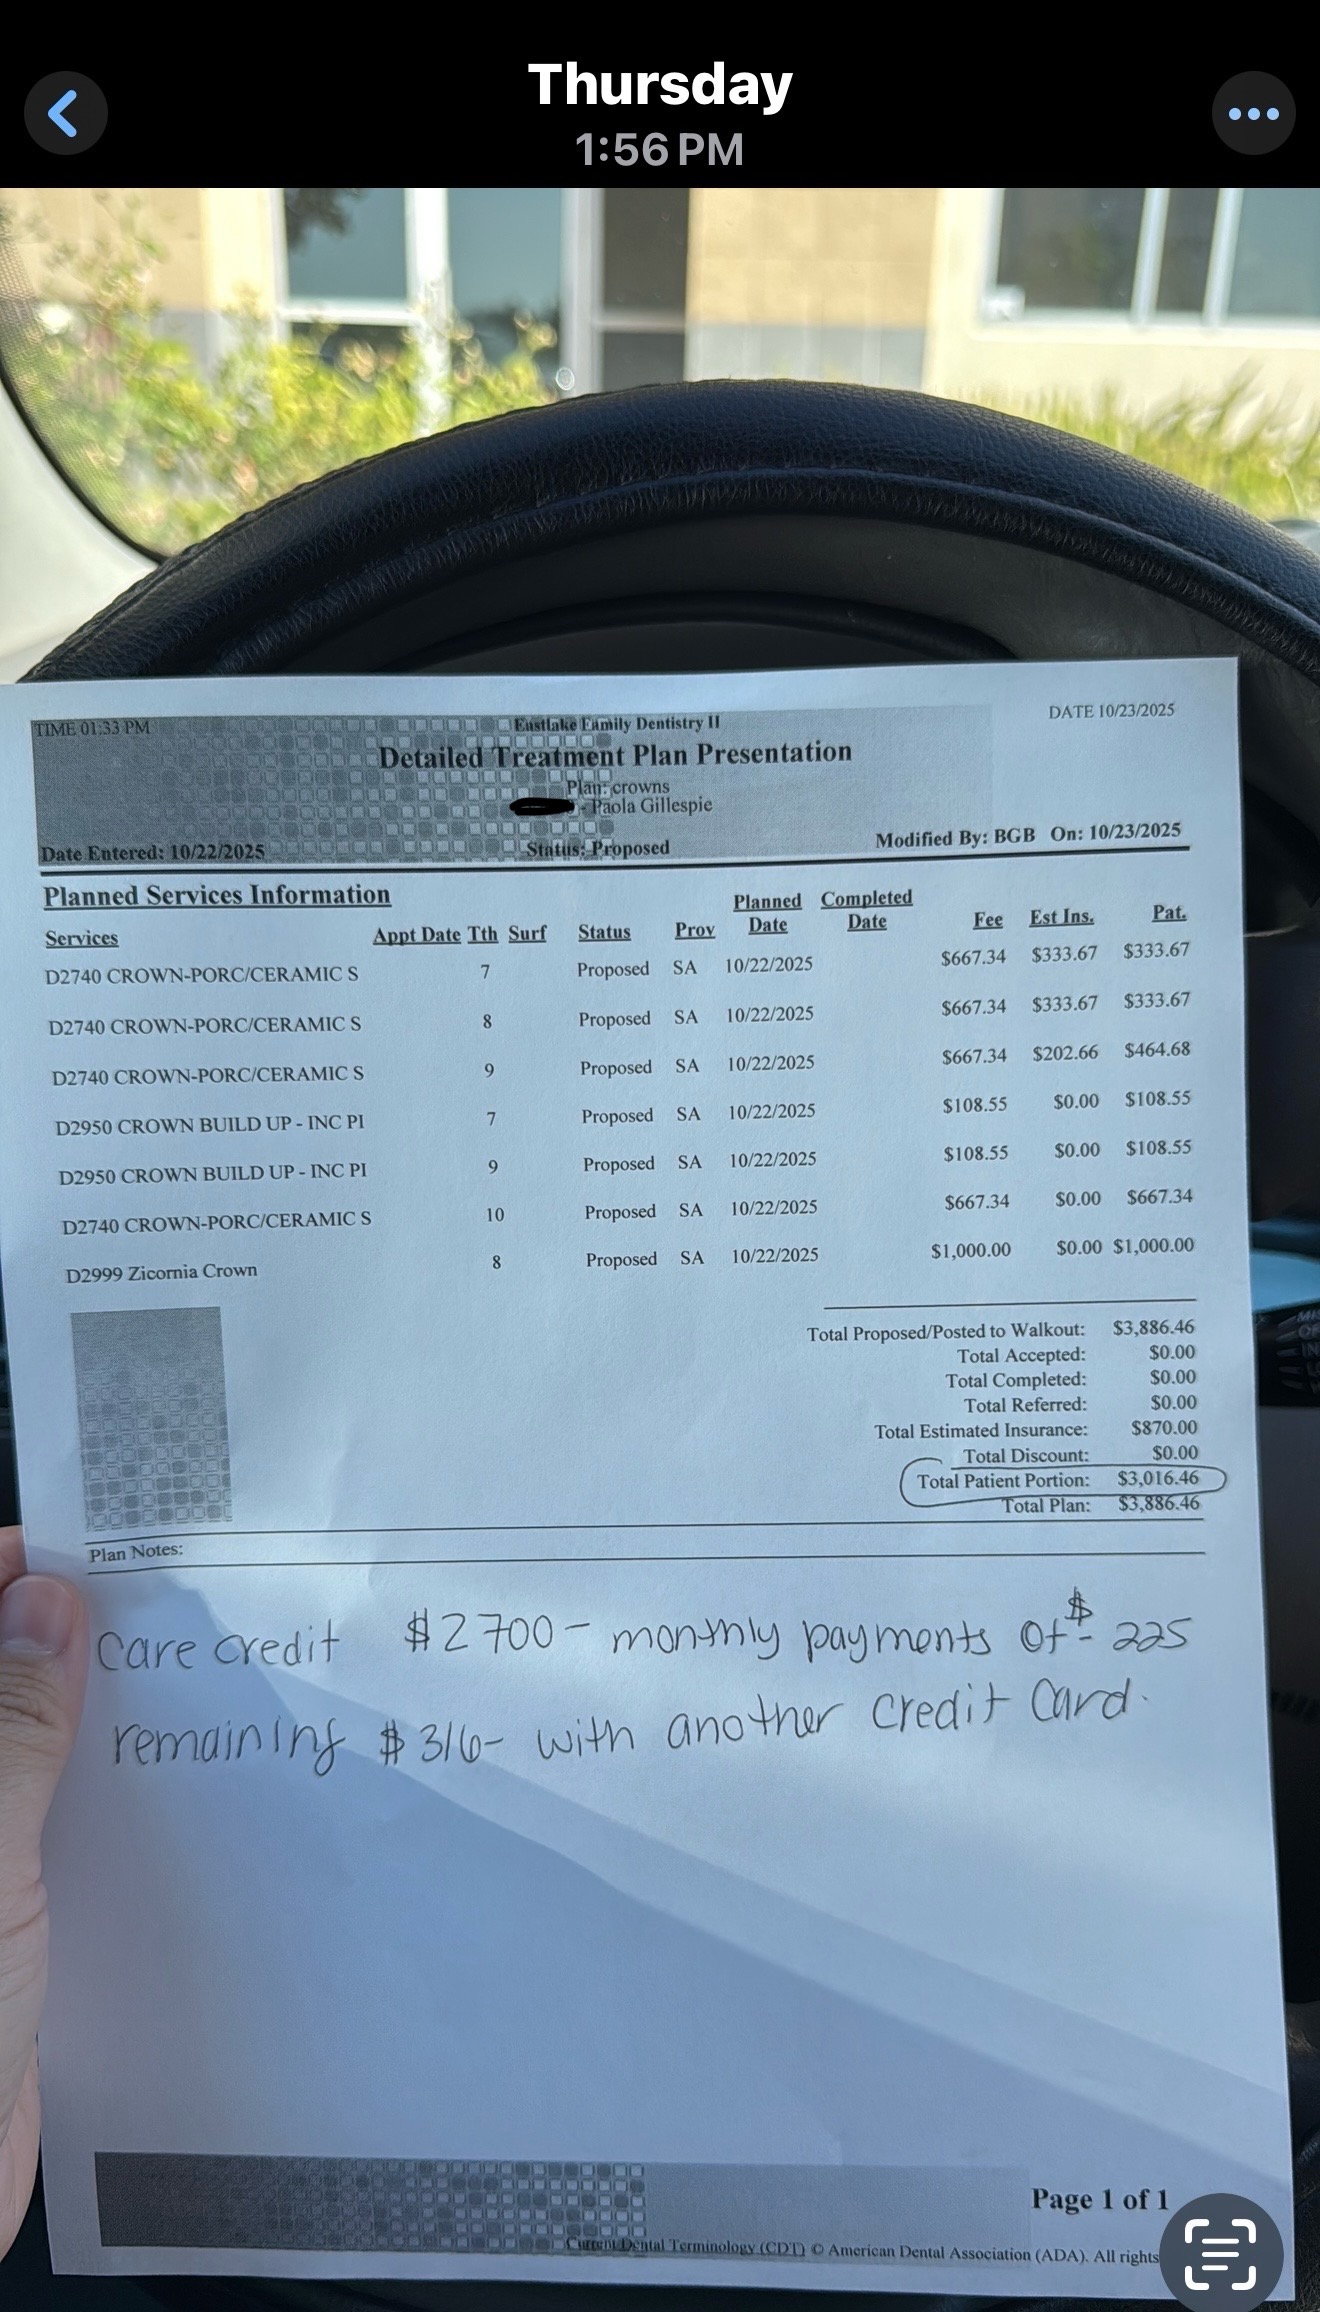 Thursday
1:56 PM
TIME 01:33 PM
Eastlake Family Dentistry II
DATE 10/23/2025
Detailed Treatment Plan Presentation
Plan: crowns
- Paola Gillespie
Date Entered: 10/22/2025 Status: Proposed Modified By: BGB On: 10/23/2025
Planned Services Information
Services Appt Date Tth Surf Status Prov Planned Date Completed Date Fee Est Ins. Pat.
D2740 CROWN-PORC/CERAMIC S 7 Proposed SA 10/22/2025 $667.34 $333.67 $333.67
D2740 CROWN-PORC/CERAMIC S 8 Proposed SA 10/22/2025 $667.34 $333.67 $333.67
D2740 CROWN-PORC/CERAMIC S 9 Proposed SA 10/22/2025 $667.34 $202.66 $464.68
D2950 CROWN BUILD UP - INC PI 7 Proposed SA 10/22/2025 $108.55 $0.00 $108.55
D2950 CROWN BUILD UP - INC PI 9 Proposed SA 10/22/2025 $108.55 $0.00 $108.55
D2740 CROWN-PORC/CERAMIC S 10 Proposed SA 10/22/2025 $667.34 $0.00 $667.34
D2999 Zicornia Crown 8 Proposed SA 10/22/2025 $1,000.00 $0.00 $1,000.00
Total Proposed/Posted to Walkout: $3,886.46
Total Accepted: $0.00
Total Completed: $0.00
Total Referred: $0.00
Total Estimated Insurance: $870.00
Total Discount: $0.00
Total Patient Portion: $3,016.46
Total Plan: $3,886.46
Plan Notes:
Care credit $2700- monthly payments of $- 225
remaining $316- with another credit Card.
Page 1 of 1
Current Dental Terminology (CDT) © American Dental Association (ADA). All rights